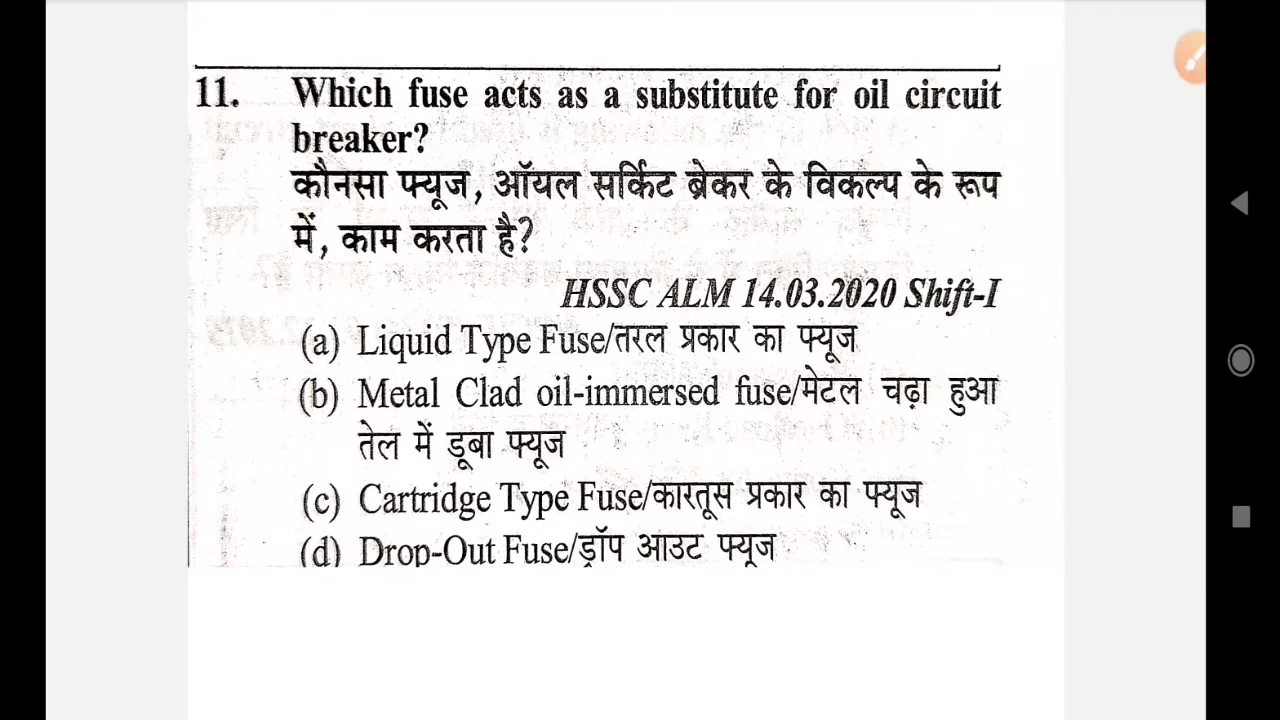 11. Which fuse acts as a substitute for oil circuit
breaker?
कौनसा फ्यूज, ऑयल सर्किट ब्रेकर के विकल्प के रूप
में, काम करता है?
HSSC ALM 14.03.2020 Shift-I
(a) Liquid Type Fuse/तरल प्रकार का फ्यूज
(b) Metal Clad oil-immersed fuse/मेटल चढ़ा हुआ
तेल में डूबा फ्यूज
(c) Cartridge Type Fuse/कारतूस प्रकार का फ्यूज
(d) Drop-Out Fuse/ड्रॉप आउट फ्यूज